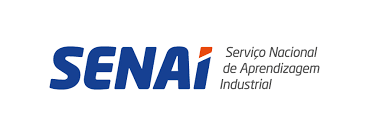 SENAI
Serviço Nacional
de Aprendizagem
Industrial